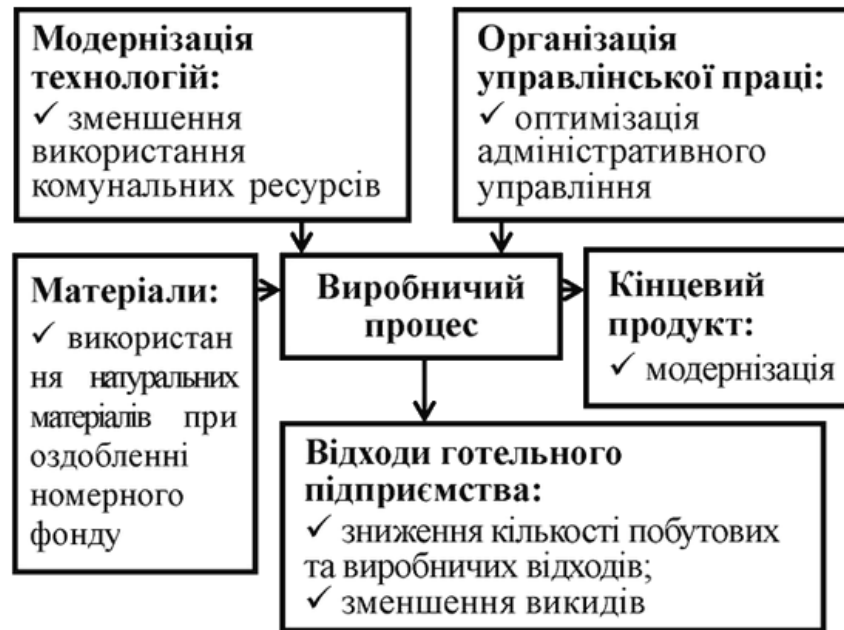 Модернізація
технологій:
✓ зменшення
використання
комунальних ресурсів
Організація
управлінської праці:
✓ оптимізація
адміністративного
управління
Матеріали:
✓ використан
ня натуральних
матеріалів при
оздобленні
номерного
фонду
Виробничий
процес
Кінцевий
продукт:
✓ модернізація
Відходи готельного
підприємства:
✓ зниження кількості побутових
та виробничих відходів;
✓ зменшення викидів